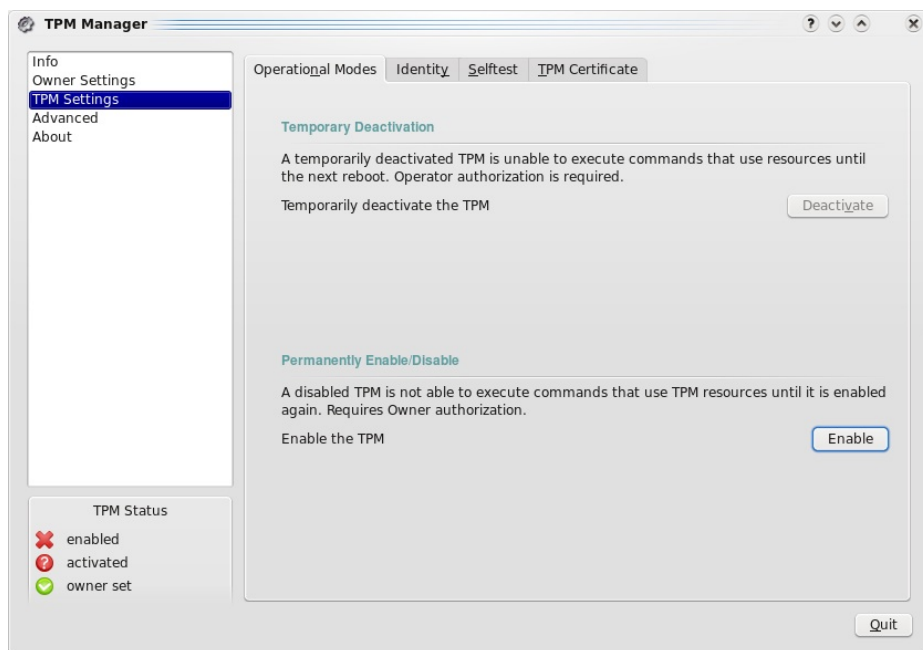 TPM Manager
Info
Owner Settings
TPM Settings
Advanced
About
TPM Status
enabled
activated
owner set
Operational Modes
Identity
Selftest
TPM Certificate
Temporary Deactivation
A temporarily deactivated TPM is unable to execute commands that use resources until
the next reboot. Operator authorization is required.
Temporarily deactivate the TPM
Deactivate
Permanently Enable/Disable
A disabled TPM is not able to execute commands that use TPM resources until it is enabled
again. Requires Owner authorization.
Enable the TPM
Enable
Quit